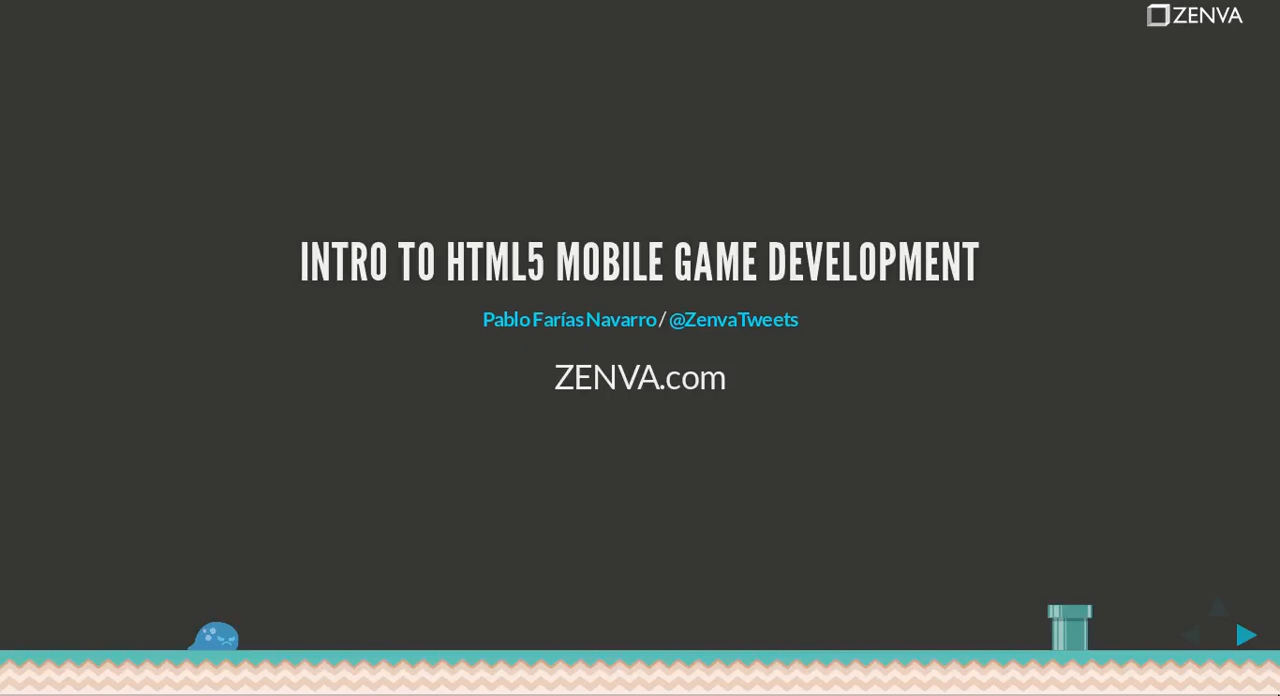 ZENVA
INTRO TO HTML5 MOBILE GAME DEVELOPMENT
Pablo Farías Navarro / @ZenvaTweets
ZENVA.com